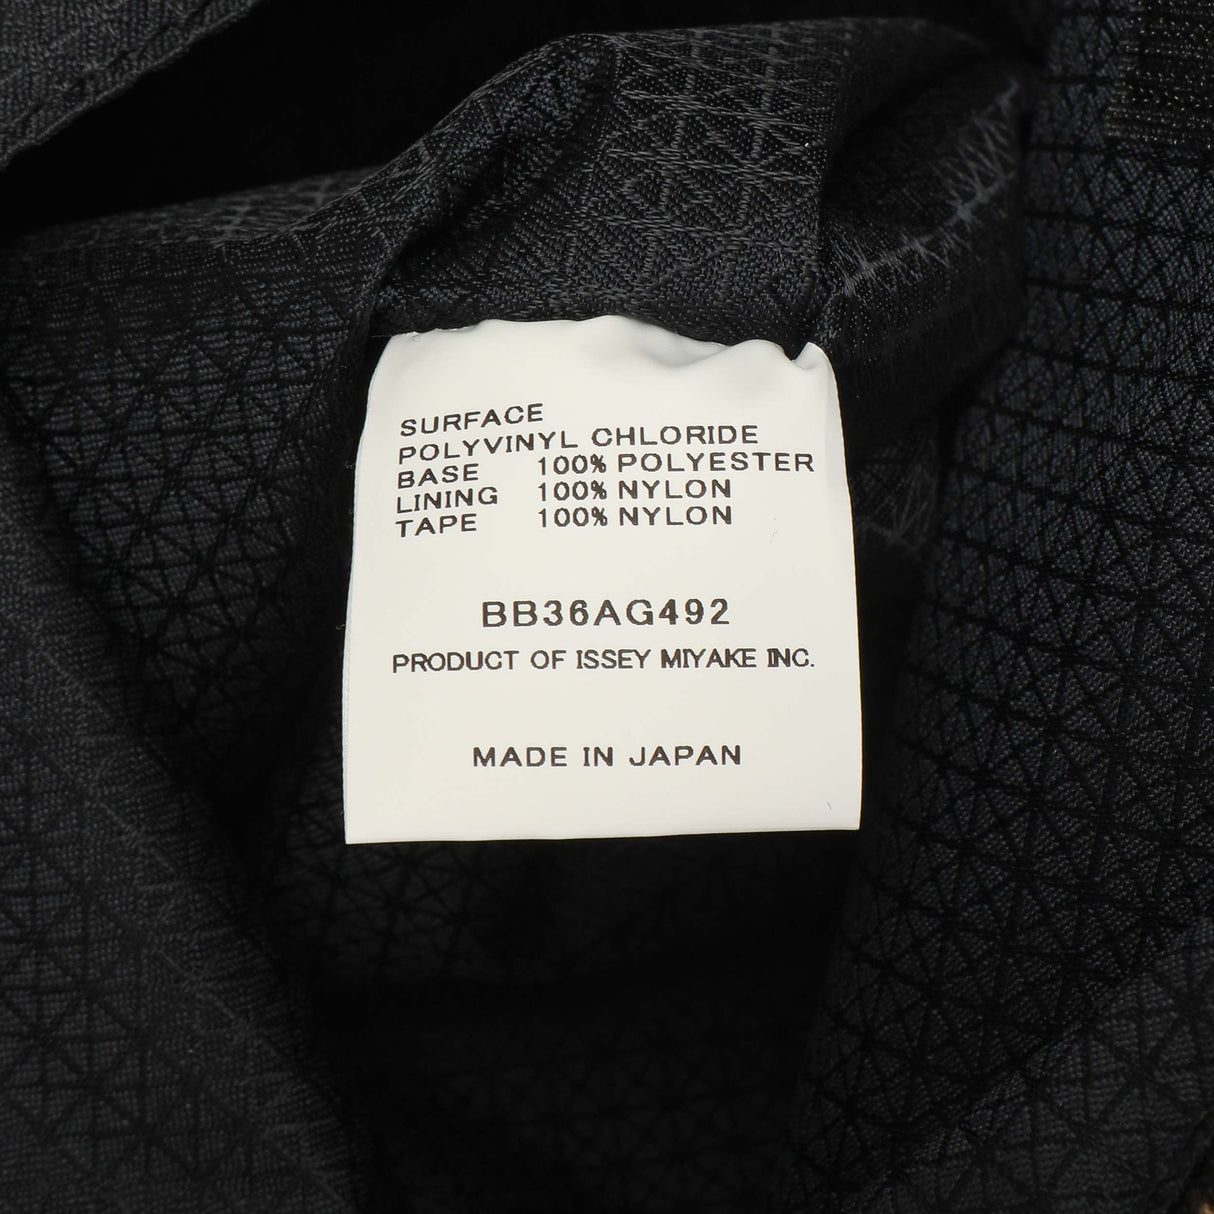 SURFACE
POLYVINYL CHLORIDE
BASE 100% POLYESTER
LINING 100% NYLON
TAPE 100% NYLON
BB36AG492
PRODUCT OF ISSEY MIYAKE INC.
MADE IN JAPAN